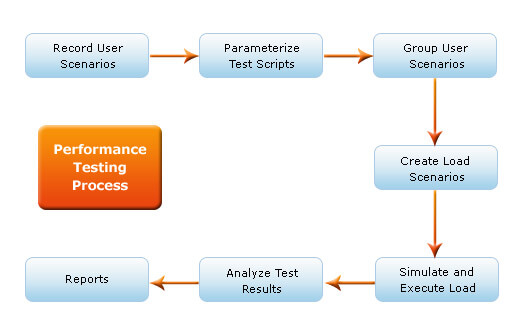 Record User
Scenarios
Parameterize
Test Scripts
Group User
Scenarios
Performance
Testing
Process
Create Load
Scenarios
Simulate and
Execute Load
Analyze Test
Results
Reports